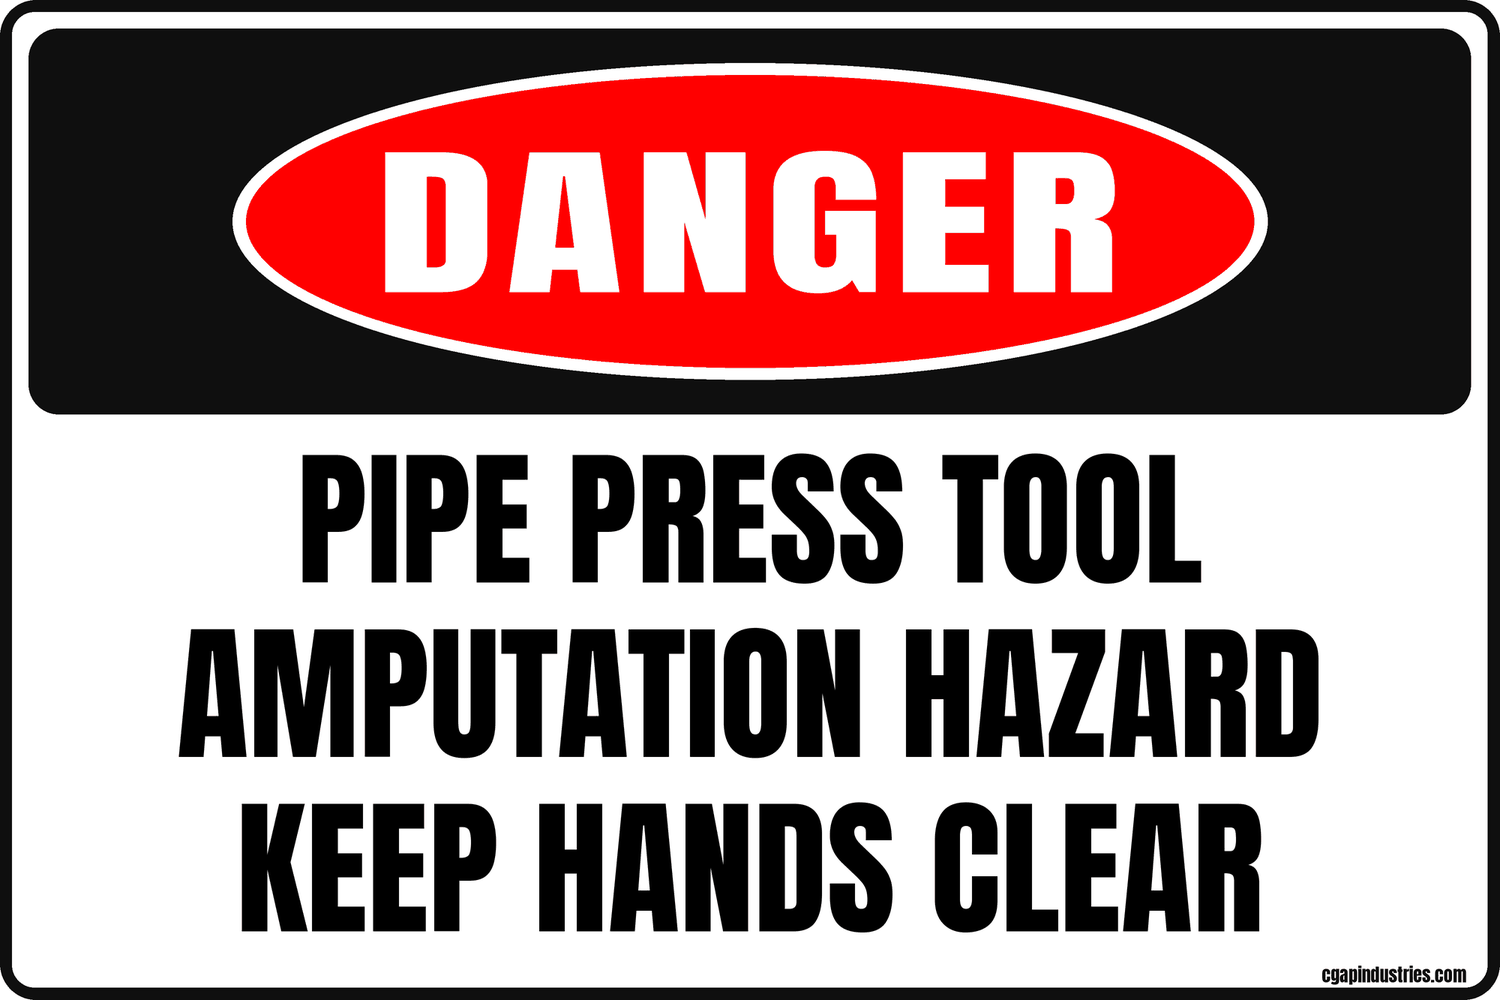 DANGER
PIPE PRESS TOOL
AMPUTATION HAZARD
KEEP HANDS CLEAR
cgapindustries.com